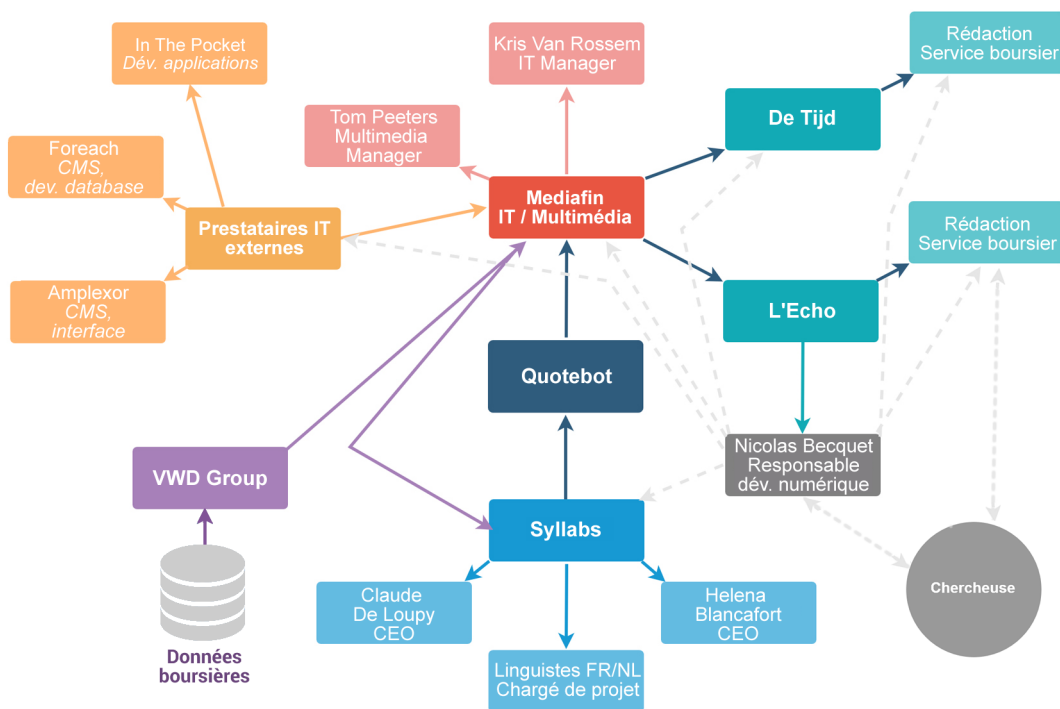 In The Pocket
Dév. applications
Kris Van Rossem
IT Manager
Rédaction
Service boursier
De Tijd
Tom Peeters
Multimedia
Manager
Foreach
CMS,
dev. database
Mediafin
IT / Multimédia
Prestataires IT
externes
Rédaction
Service boursier
Amplexor
CMS,
interface
L'Echo
Quotebot
Nicolas Becquet
Responsable
dév. numérique
VWD Group
Syllabs
Chercheuse
Claude
De Loupy
CEO
Helena
Blancafort
CEO
Données
boursières
Linguistes FR/NL
Chargé de projet